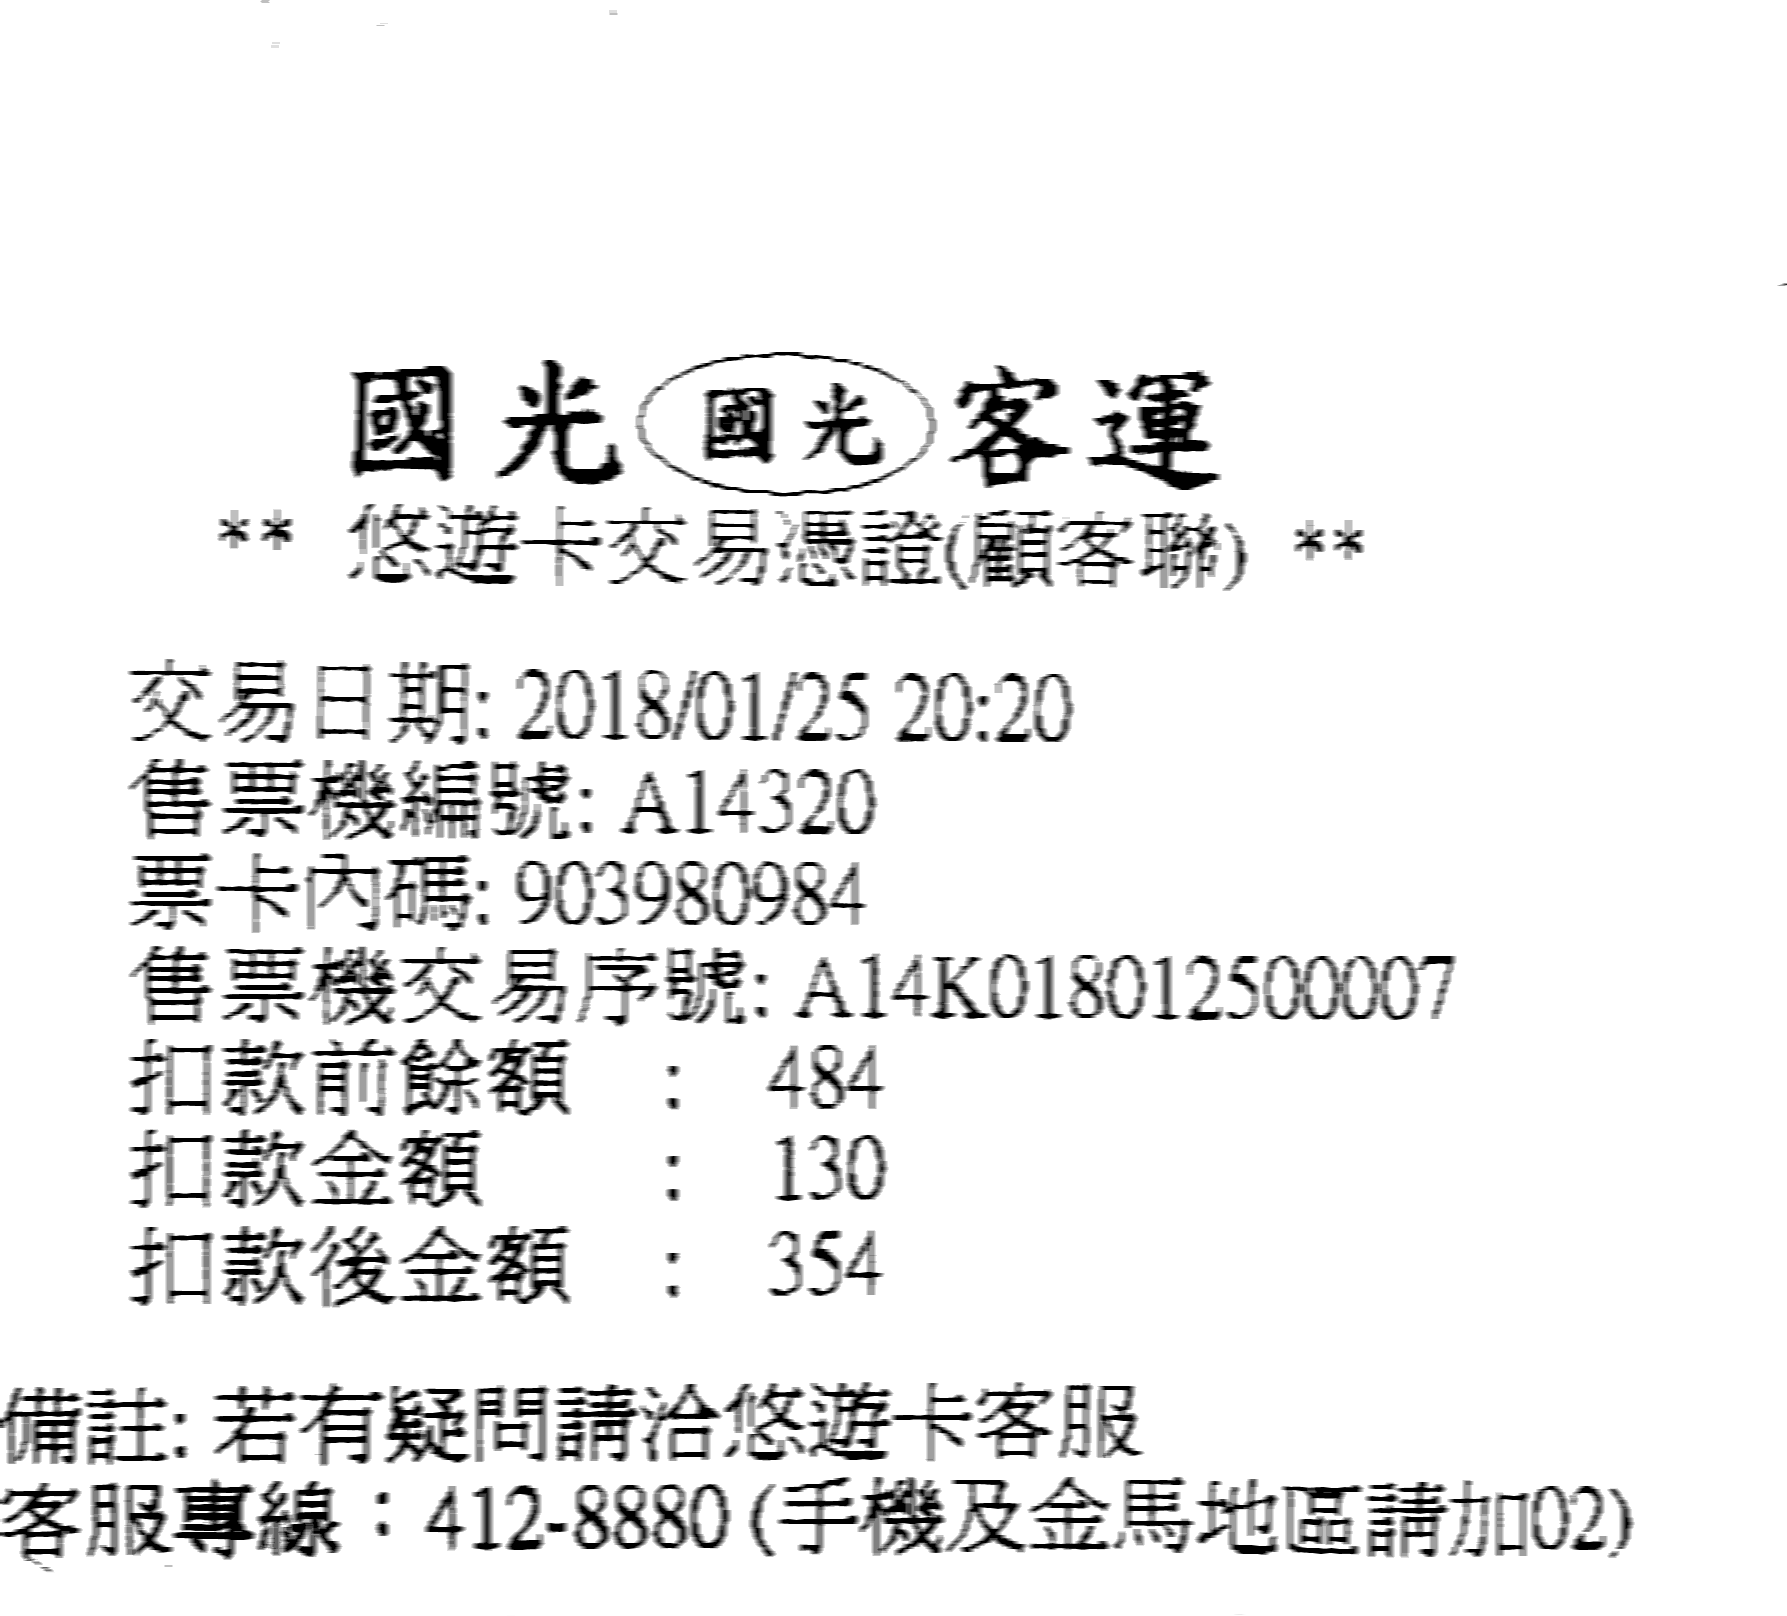 國光 國光 客運
** 悠遊卡交易憑證(顧客聯) **
交易日期: 2018/01/25 20:20
售票機編號: A14320
票卡內碼: 903980984
售票機交易序號: A14K018012500007
扣款前餘額 : 484
扣款金額 : 130
扣款後金額 : 354
備註: 若有疑問請洽悠遊卡客服
客服專線：412-8880 (手機及金馬地區請加02)